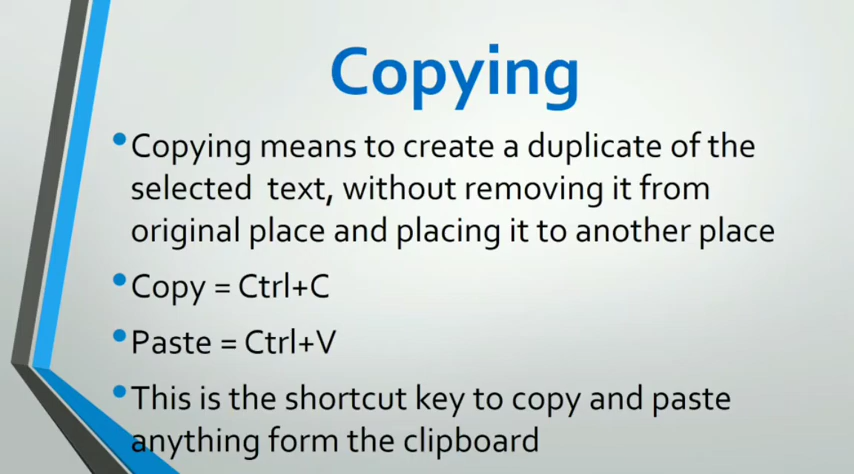 Copying
•Copying means to create a duplicate of the
selected text, without removing it from
original place and placing it to another place
•Copy = Ctrl+C
•Paste = Ctrl+V
•This is the shortcut key to copy and paste
anything form the clipboard